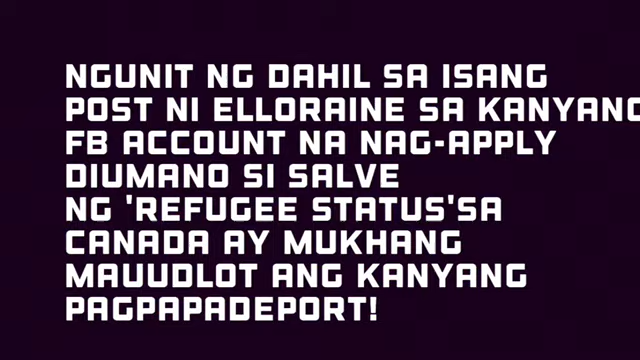 NGUNIT NG DAHIL SA ISANG
POST NI ELLORAINE SA KANYANG
FB ACCOUNT NA NAG-APPLY
DIUMANO SI SALVE
NG 'REFUGEE STATUS'SA
CANADA AY MUKHANG
MAUUDLOT ANG KANYANG
PAGPAPADEPORT!